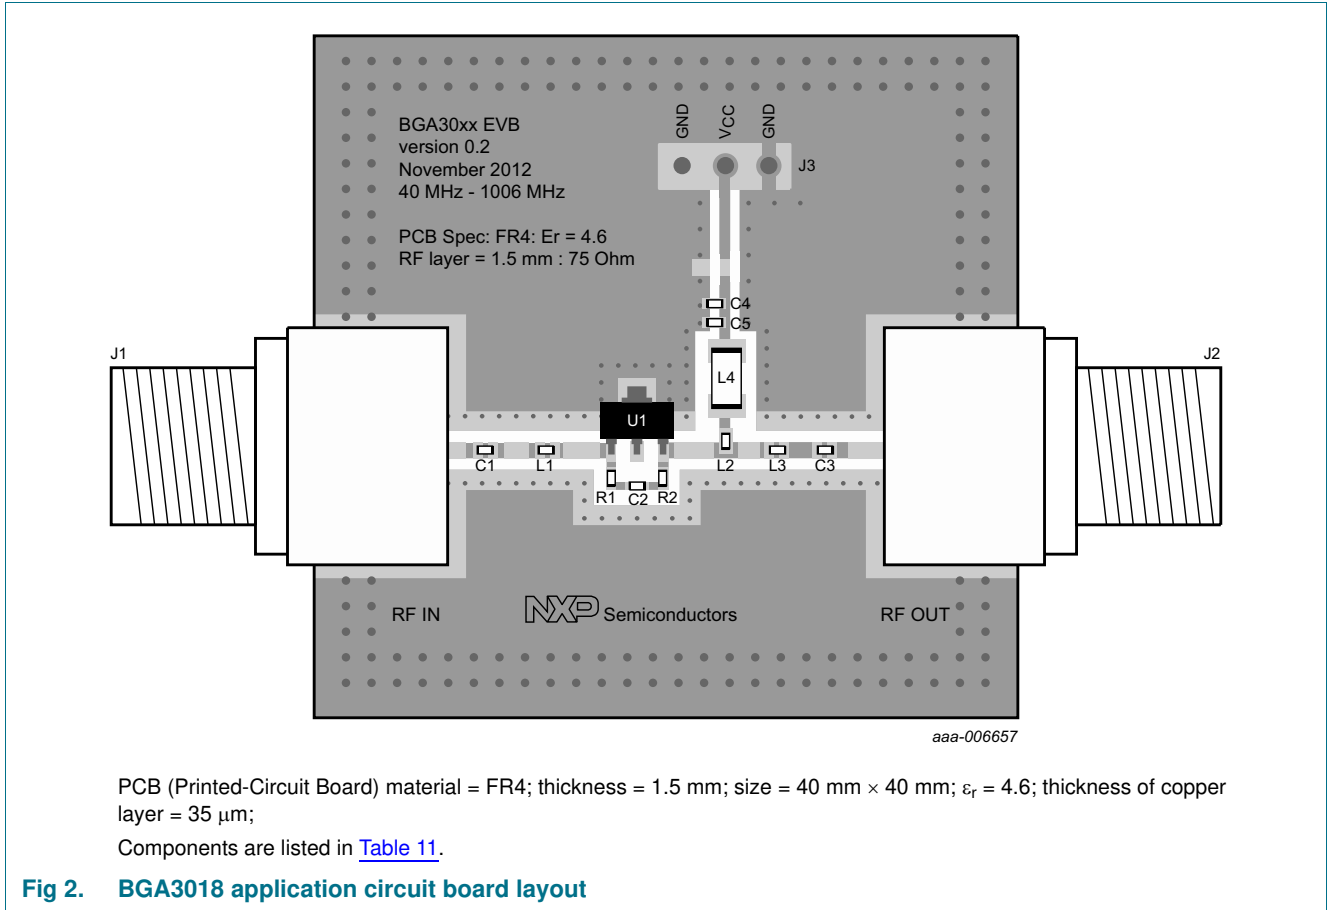 BGA30xx EVB
version 0.2
November 2012
40 MHz - 1006 MHz
PCB Spec: FR4: Er = 4.6
RF layer = 1.5 mm : 75 Ohm
GND
VCC
GND
J3
C4
C5
J1
J2
L4
U1
C1
L1
L2
L3
C3
R1
C2
R2
RF IN
NXP Semiconductors
RF OUT
aaa-006657
PCB (Printed-Circuit Board) material = FR4; thickness = 1.5 mm; size = 40 mm × 40 mm; εr = 4.6; thickness of copper
layer = 35 μm;
Components are listed in Table 11.
Fig 2. BGA3018 application circuit board layout